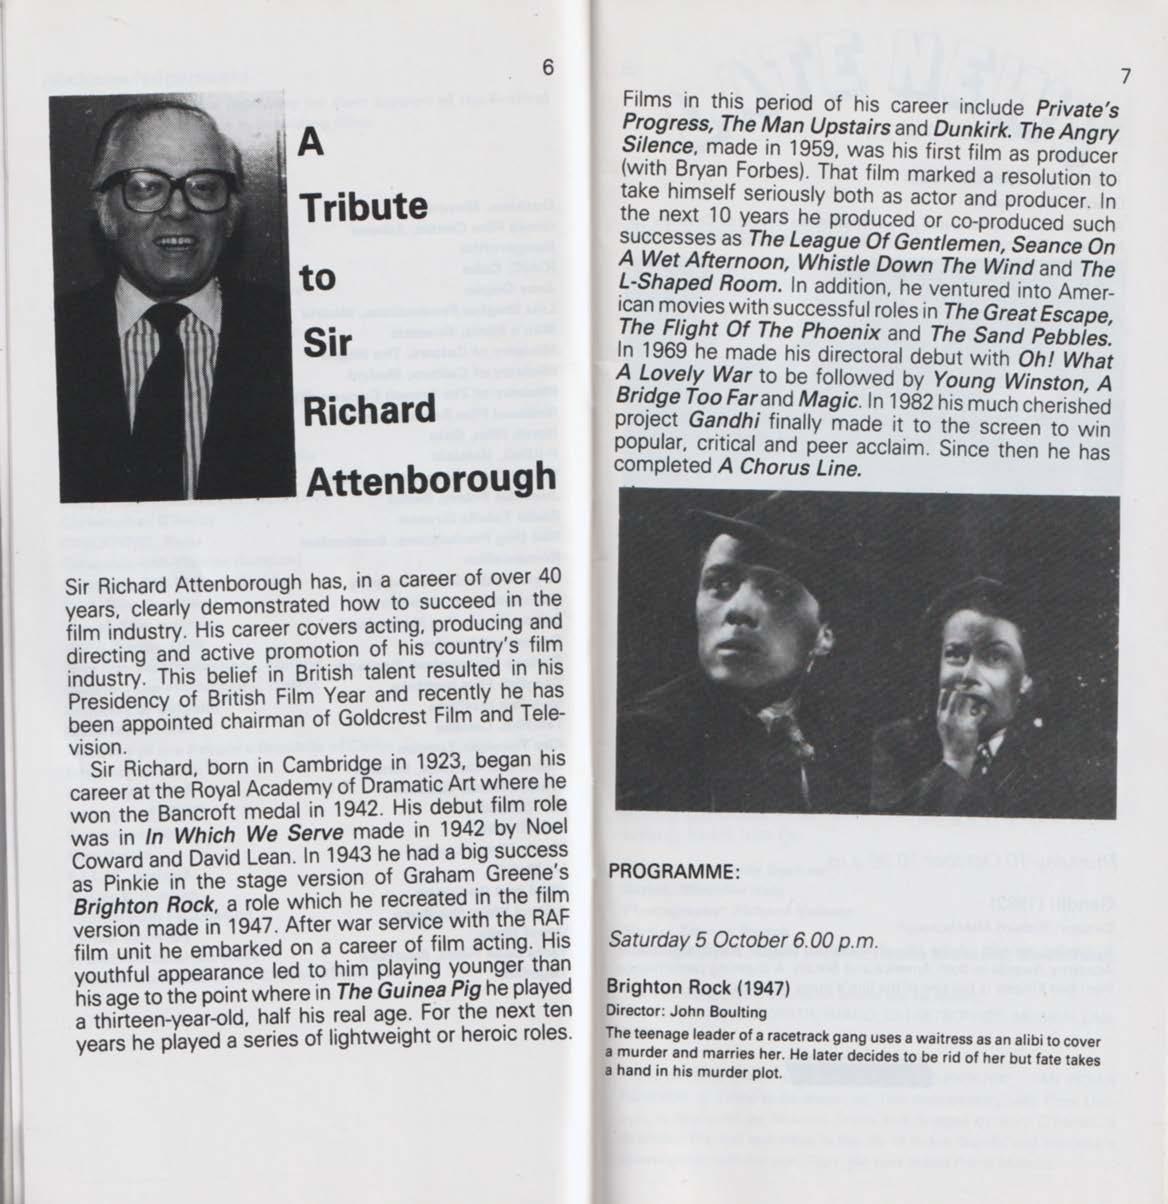 6
A
Tribute
to
Sir
Richard
Attenborough
Sir Richard Attenborough has, in a career of over 40
years, clearly demonstrated how to succeed in the
film industry. His career covers acting, producing and
directing and active promotion of his country's film
industry. This belief in British talent resulted in his
Presidency of British Film Year and recently he has
been appointed chairman of Goldcrest Film and Tele-
vision.
Sir Richard, born in Cambridge in 1923, began his
career at the Royal Academy of Dramatic Art where he
won the Bancroft medal in 1942. His debut film role
was in In Which We Serve made in 1942 by Noel
Coward and David Lean. In 1943 he had a big success
as Pinkie in the stage version of Graham Greene's
Brighton Rock, a role which he recreated in the film
version made in 1947. After war service with the RAF
film unit he embarked on a career of film acting. His
youthful appearance led to him playing younger than
his age to the point where in The Guinea Pig he played
a thirteen-year-old, half his real age. For the next ten
years he played a series of lightweight or heroic roles.
7
Films in this period of his career include Private's
Progress, The Man Upstairs and Dunkirk. The Angry
Silence, made in 1959, was his first film as producer
(with Bryan Forbes). That film marked a resolution to
take himself seriously both as actor and producer. In
the next 10 years he produced or co-produced such
successes as The League Of Gentlemen, Seance On
A Wet Afternoon, Whistle Down The Wind and The
L-Shaped Room. In addition, he ventured into Amer-
ican movies with successful roles in The Great Escape,
The Flight Of The Phoenix and The Sand Pebbles.
In 1969 he made his directoral debut with Oh! What
A Lovely War to be followed by Young Winston, A
Bridge Too Far and Magic. In 1982 his much cherished
project Gandhi finally made it to the screen to win
popular, critical and peer acclaim. Since then he has
completed A Chorus Line.
PROGRAMME:
Saturday 5 October 6.00 p.m.
Brighton Rock (1947)
Director: John Boulting
The teenage leader of a racetrack gang uses a waitress as an alibi to cover
a murder and marries her. He later decides to be rid of her but fate takes
a hand in his murder plot.